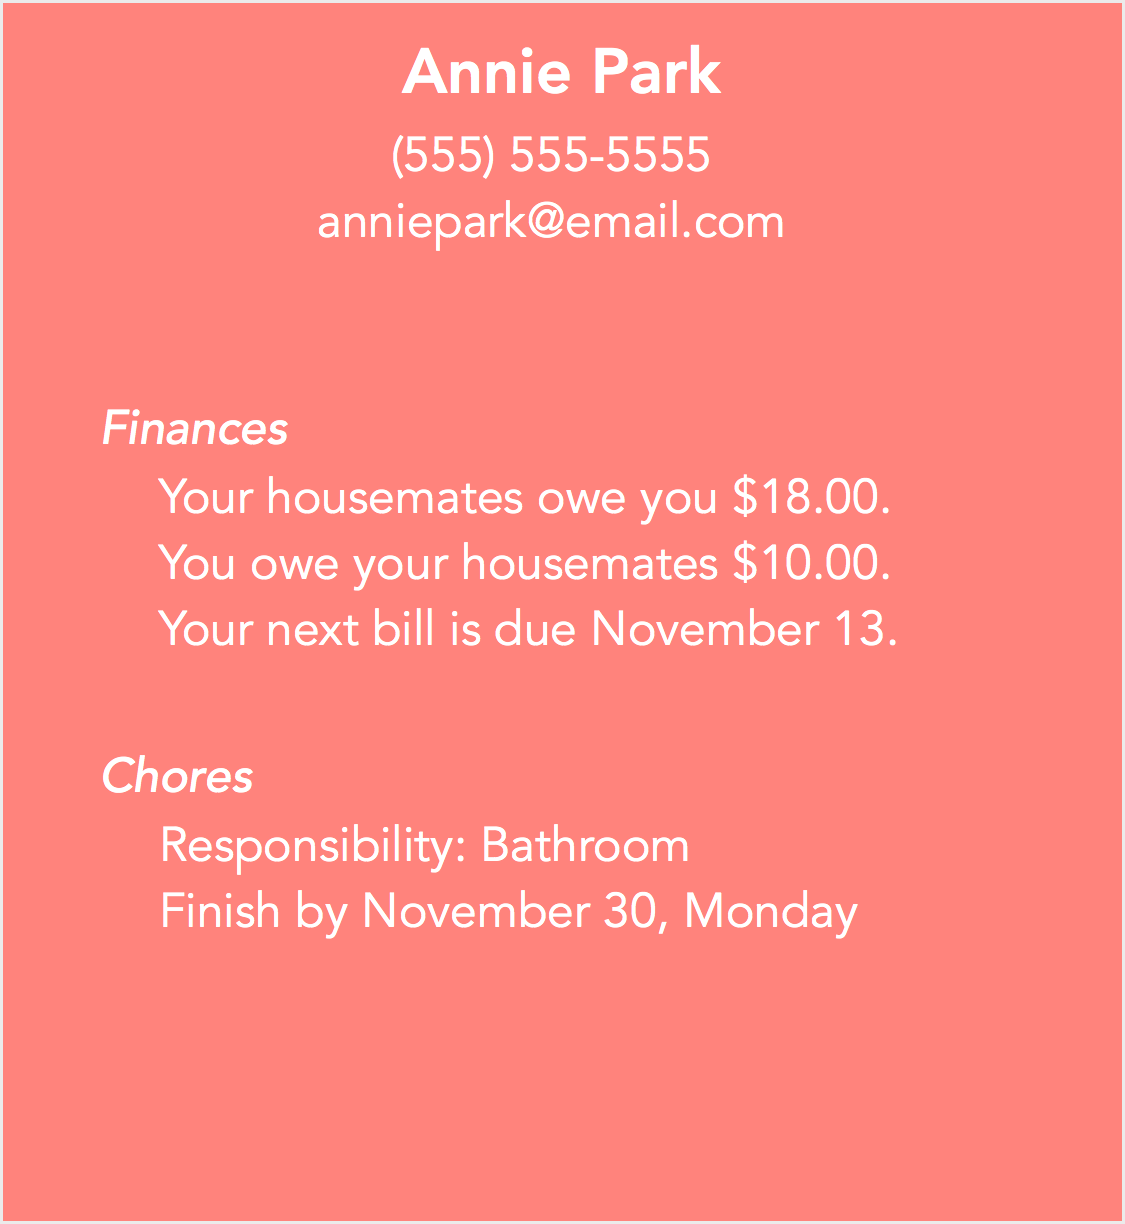 Annie Park
(555) 555-5555
anniepark@email.com
Finances
Your housemates owe you $18.00.
You owe your housemates $10.00.
Your next bill is due November 13.
Chores
Responsibility: Bathroom
Finish by November 30, Monday